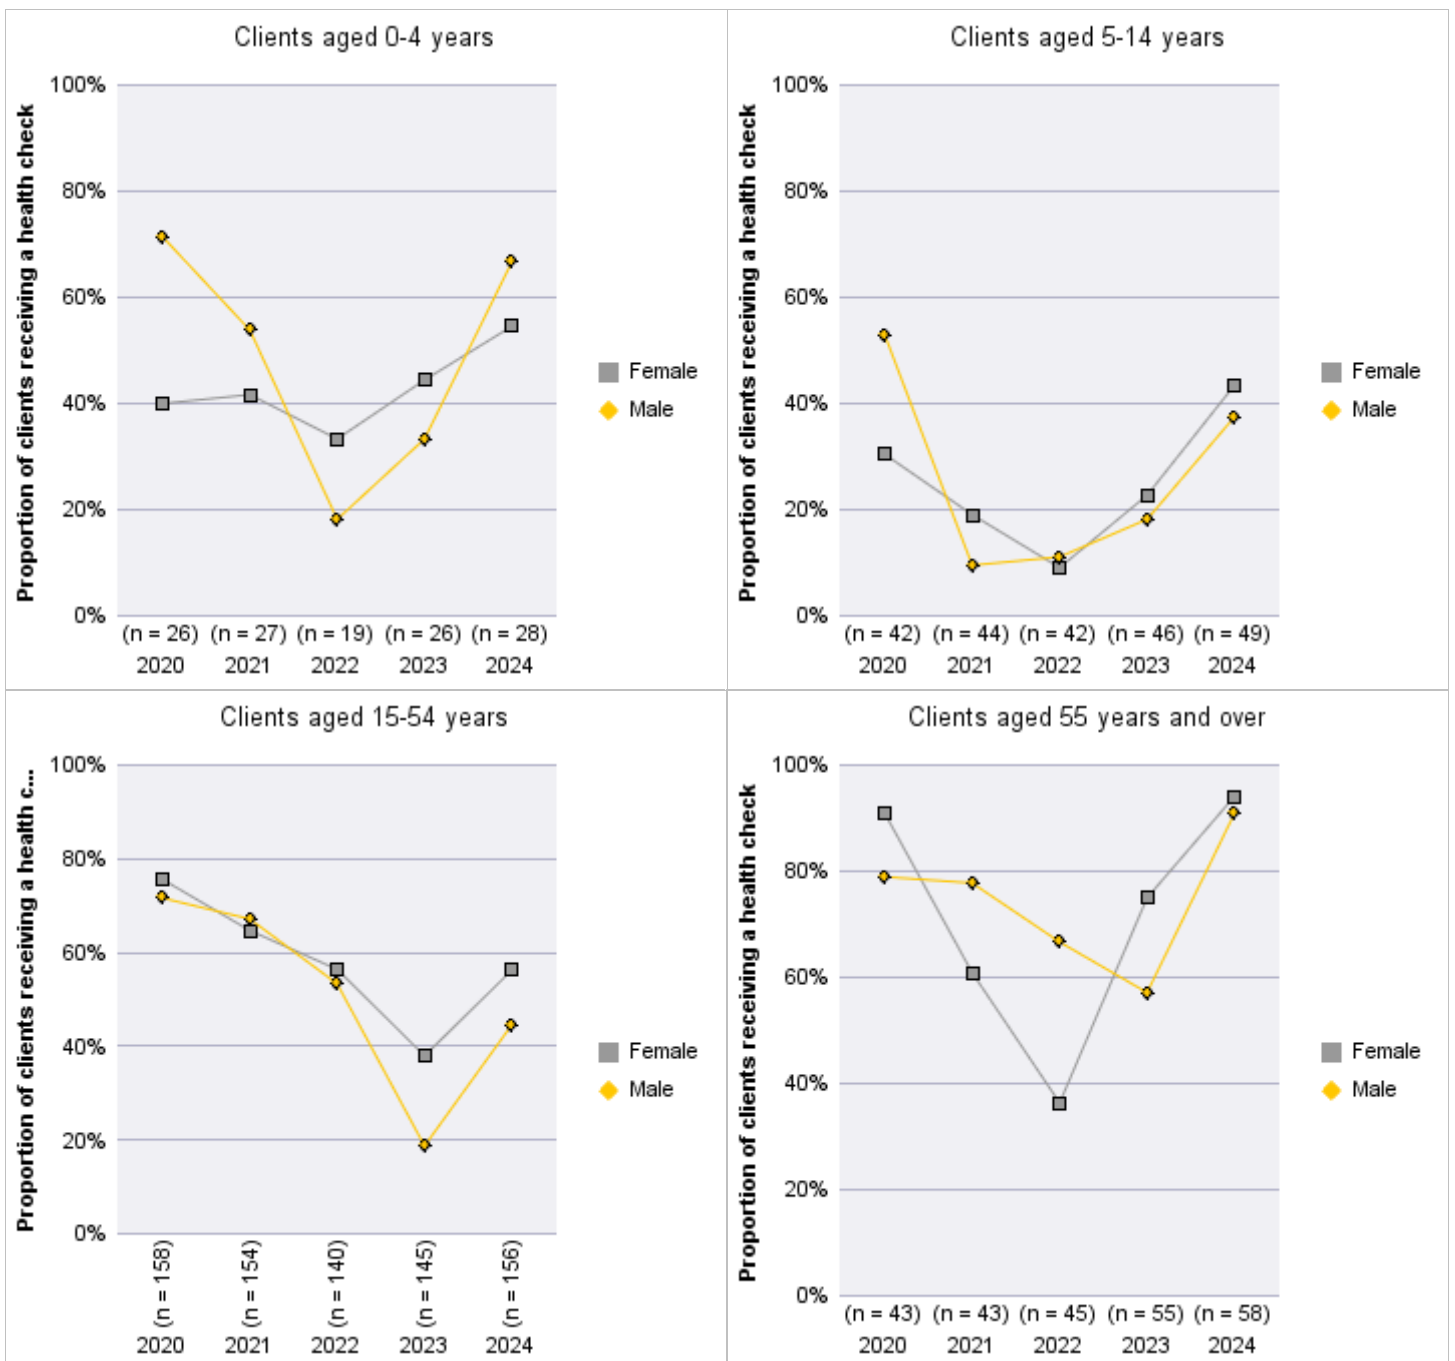 Clients aged 0-4 years
Proportion of clients receiving a health check
100%
80%
60%
40%
20%
0%
(n = 26) (n = 27) (n = 19) (n = 26) (n = 28)
2020 2021 2022 2023 2024
Female
Male
Clients aged 5-14 years
Proportion of clients receiving a health check
100%
80%
60%
40%
20%
0%
(n = 42) (n = 44) (n = 42) (n = 46) (n = 49)
2020 2021 2022 2023 2024
Female
Male
Clients aged 15-54 years
Proportion of clients receiving a health c...
100%
80%
60%
40%
20%
0%
(n = 158) (n = 154) (n = 140) (n = 145) (n = 156)
2020 2021 2022 2023 2024
Female
Male
Clients aged 55 years and over
Proportion of clients receiving a health check
100%
80%
60%
40%
20%
0%
(n = 43) (n = 43) (n = 45) (n = 55) (n = 58)
2020 2021 2022 2023 2024
Female
Male